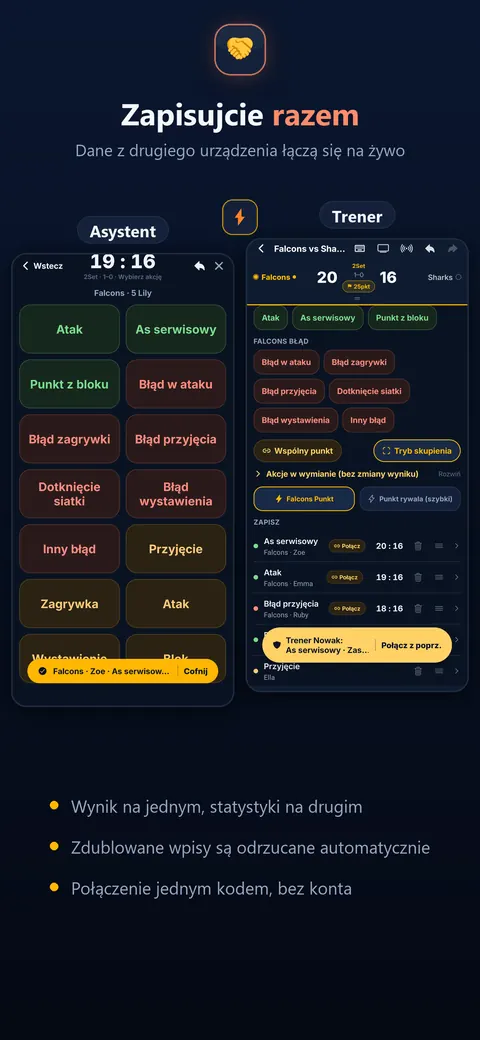 Zapisujcie razem
Dane z drugiego urządzenia łączą się na żywo
Asystent
Wstecz
19 : 16
2Set · 1-0 · Wybierz akcję
Falcons · 5 Lily
Atak
As serwisowy
Punkt z bloku
Błąd w ataku
Błąd zagrywki
Błąd przyjęcia
Dotknięcie
siatki
Błąd
wystawienia
Inny błąd
Przyjęcie
Zagrywka
Atak
Wystawienie
Blok
Falcons · Zoe · As serwisow...
Cofnij
Trener
Falcons vs Sha...
Falcons
20
2Set
1-0
25pkt
16
Sharks
Atak
As serwisowy
Punkt z bloku
FALCONS BŁĄD
Błąd w ataku
Błąd zagrywki
Błąd przyjęcia
Dotknięcie siatki
Błąd wystawienia
Inny błąd
Wspólny punkt
Tryb skupienia
Akcje w wymianie (bez zmiany wyniku)
Rozwiń
Falcons Punkt
Punkt rywala (szybki)
ZAPISZ
As serwisowy
Falcons · Zoe
Połącz
20 : 16
Atak
Falcons · Emma
Połącz
19 : 16
Błąd przyjęcia
Falcons · Ruby
Połącz
18 : 16
Trener Nowak:
As serwisowy · Zas...
Połącz z poprz.
Przyjęcie
Ella
Wynik na jednym, statystyki na drugim
Zdublowane wpisy są odrzucane automatycznie
Połączenie jednym kodem, bez konta